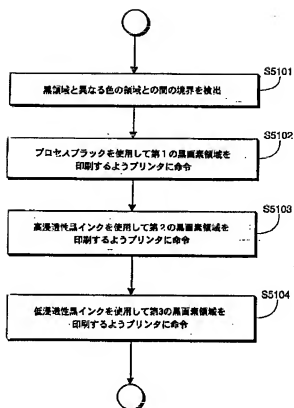 S5101
黒領域と異なる色の領域との間の境界を検出
S5102
プロセスブラックを使用して第1の黒画素領域を
印刷するようプリンタに命令
S5103
高浸透性黒インクを使用して第2の黒画素領域を
印刷するようプリンタに命令
S5104
低浸透性黒インクを使用して第3の黒画素領域を
印刷するようプリンタに命令